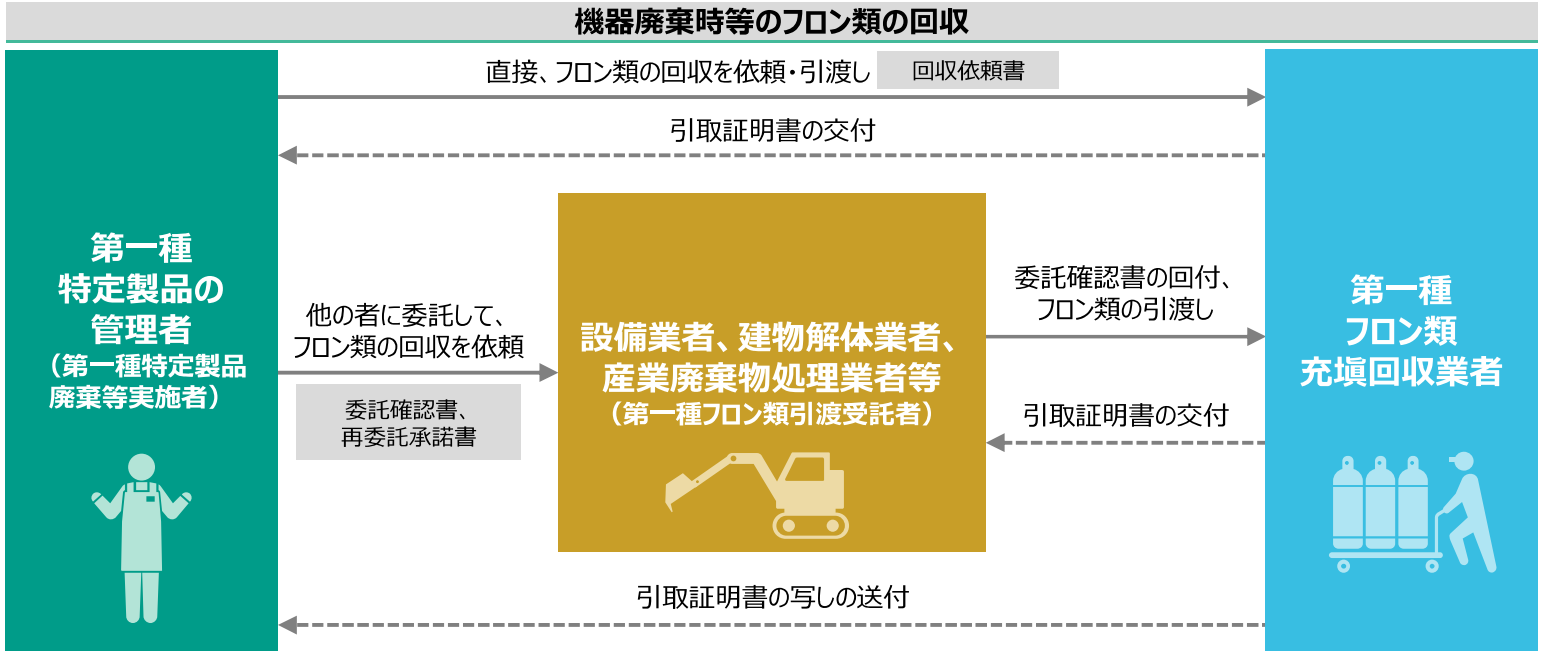 機器廃棄時等のフロン類の回収
直接、フロン類の回収を依頼・引渡し
回収依頼書
引取証明書の交付
第一種
特定製品の
管理者
（第一種特定製品
廃棄等実施者）
他の者に委託して、
フロン類の回収を依頼
委託確認書、
再委託承諾書
設備業者、建物解体業者、
産業廃棄物処理業者等
（第一種フロン類引渡受託者）
委託確認書の回付、
フロン類の引渡し
引取証明書の交付
第一種
フロン類
充塡回収業者
引取証明書の写しの送付